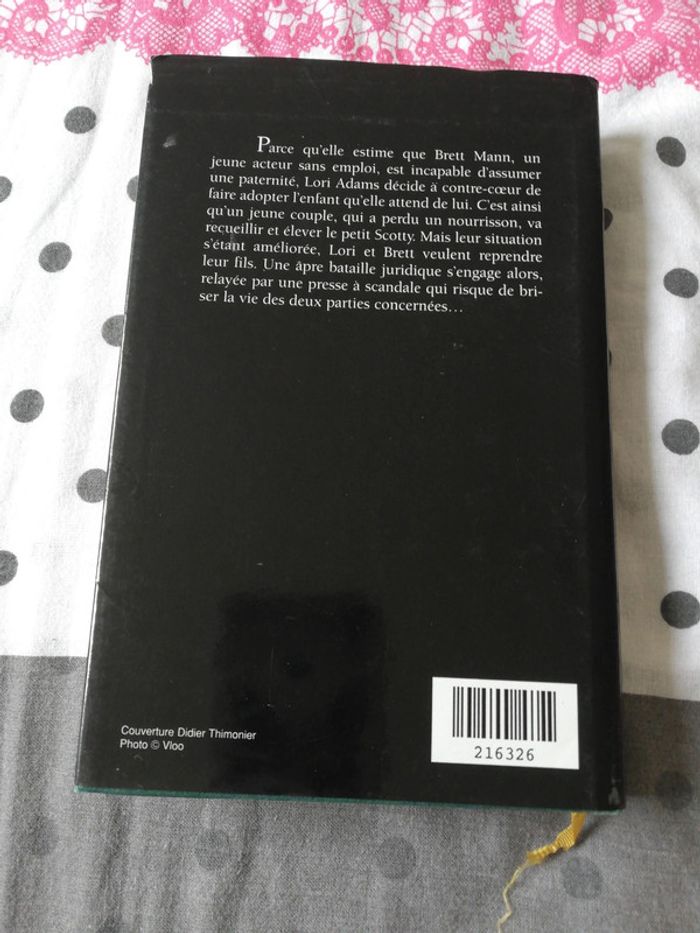 Parce qu'elle estime que Brett Mann, un
jeune acteur sans emploi, est incapable d'assumer
une paternité, Lori Adams décide à contre-cœur de
faire adopter l'enfant qu'elle attend de lui. C'est ainsi
qu'un jeune couple, qui a perdu un nourrisson, va
recueillir et élever le petit Scotty. Mais leur situation
s'étant améliorée, Lori et Brett veulent reprendre
leur fils. Une âpre bataille juridique s'engage alors,
relayée par une presse à scandale qui risque de bri-
ser la vie des deux parties concernées…
Couverture Didier Thimonier
Photo © Vloo
216326